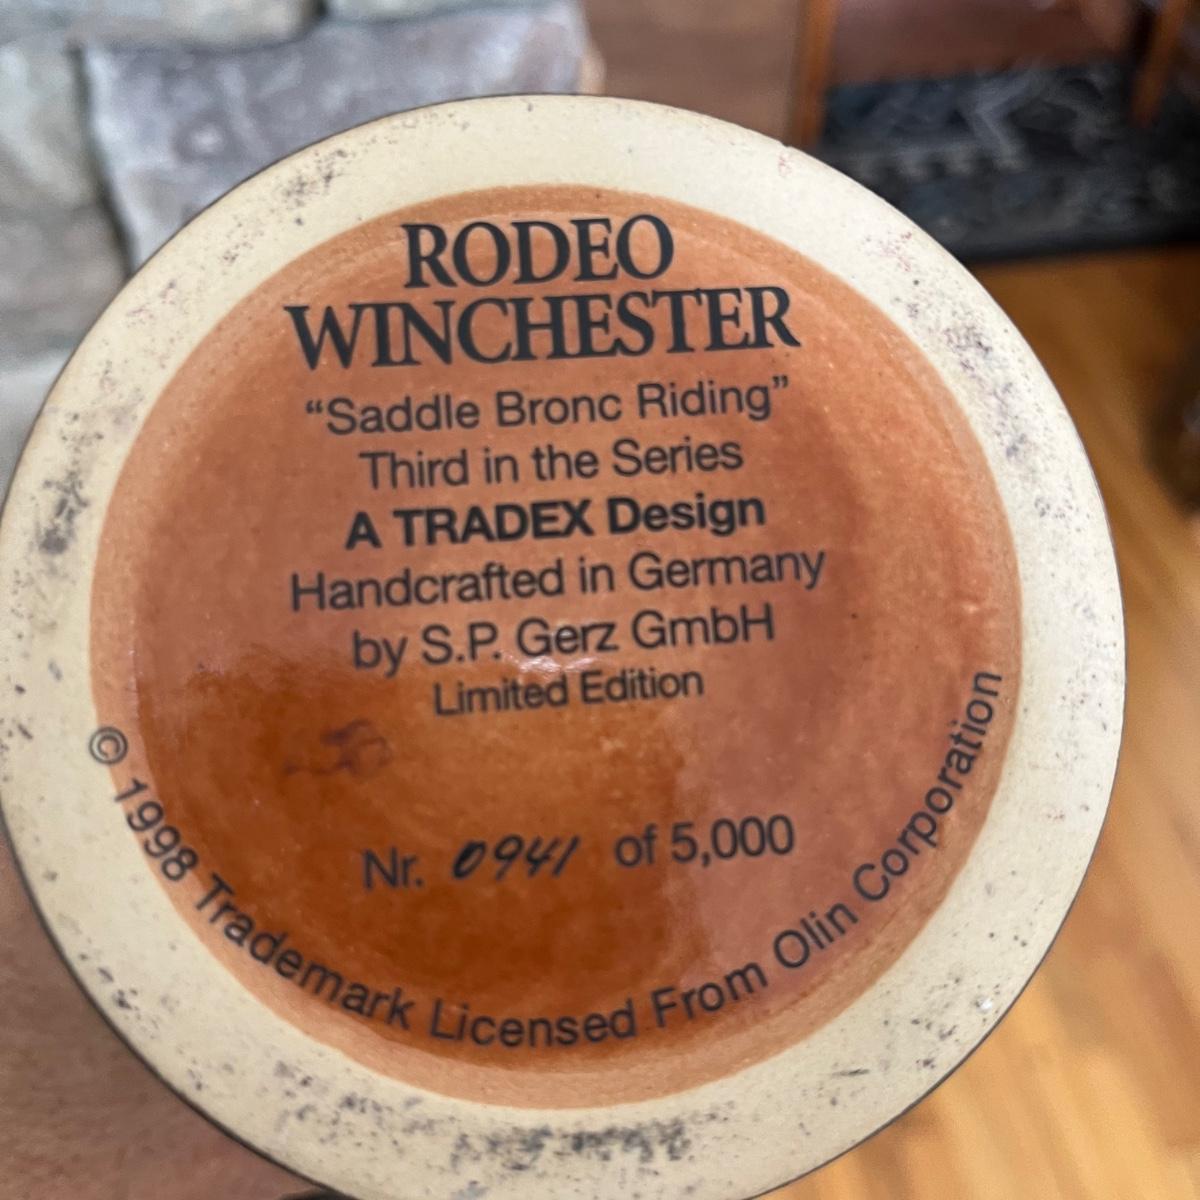 RODEO
WINCHESTER
“Saddle Bronc Riding”
Third in the Series
A TRADEX Design
Handcrafted in Germany
by S.P. Gerz GmbH
Limited Edition
Nr. 0941 of 5,000
© 1998 Trademark Licensed From Olin Corporation